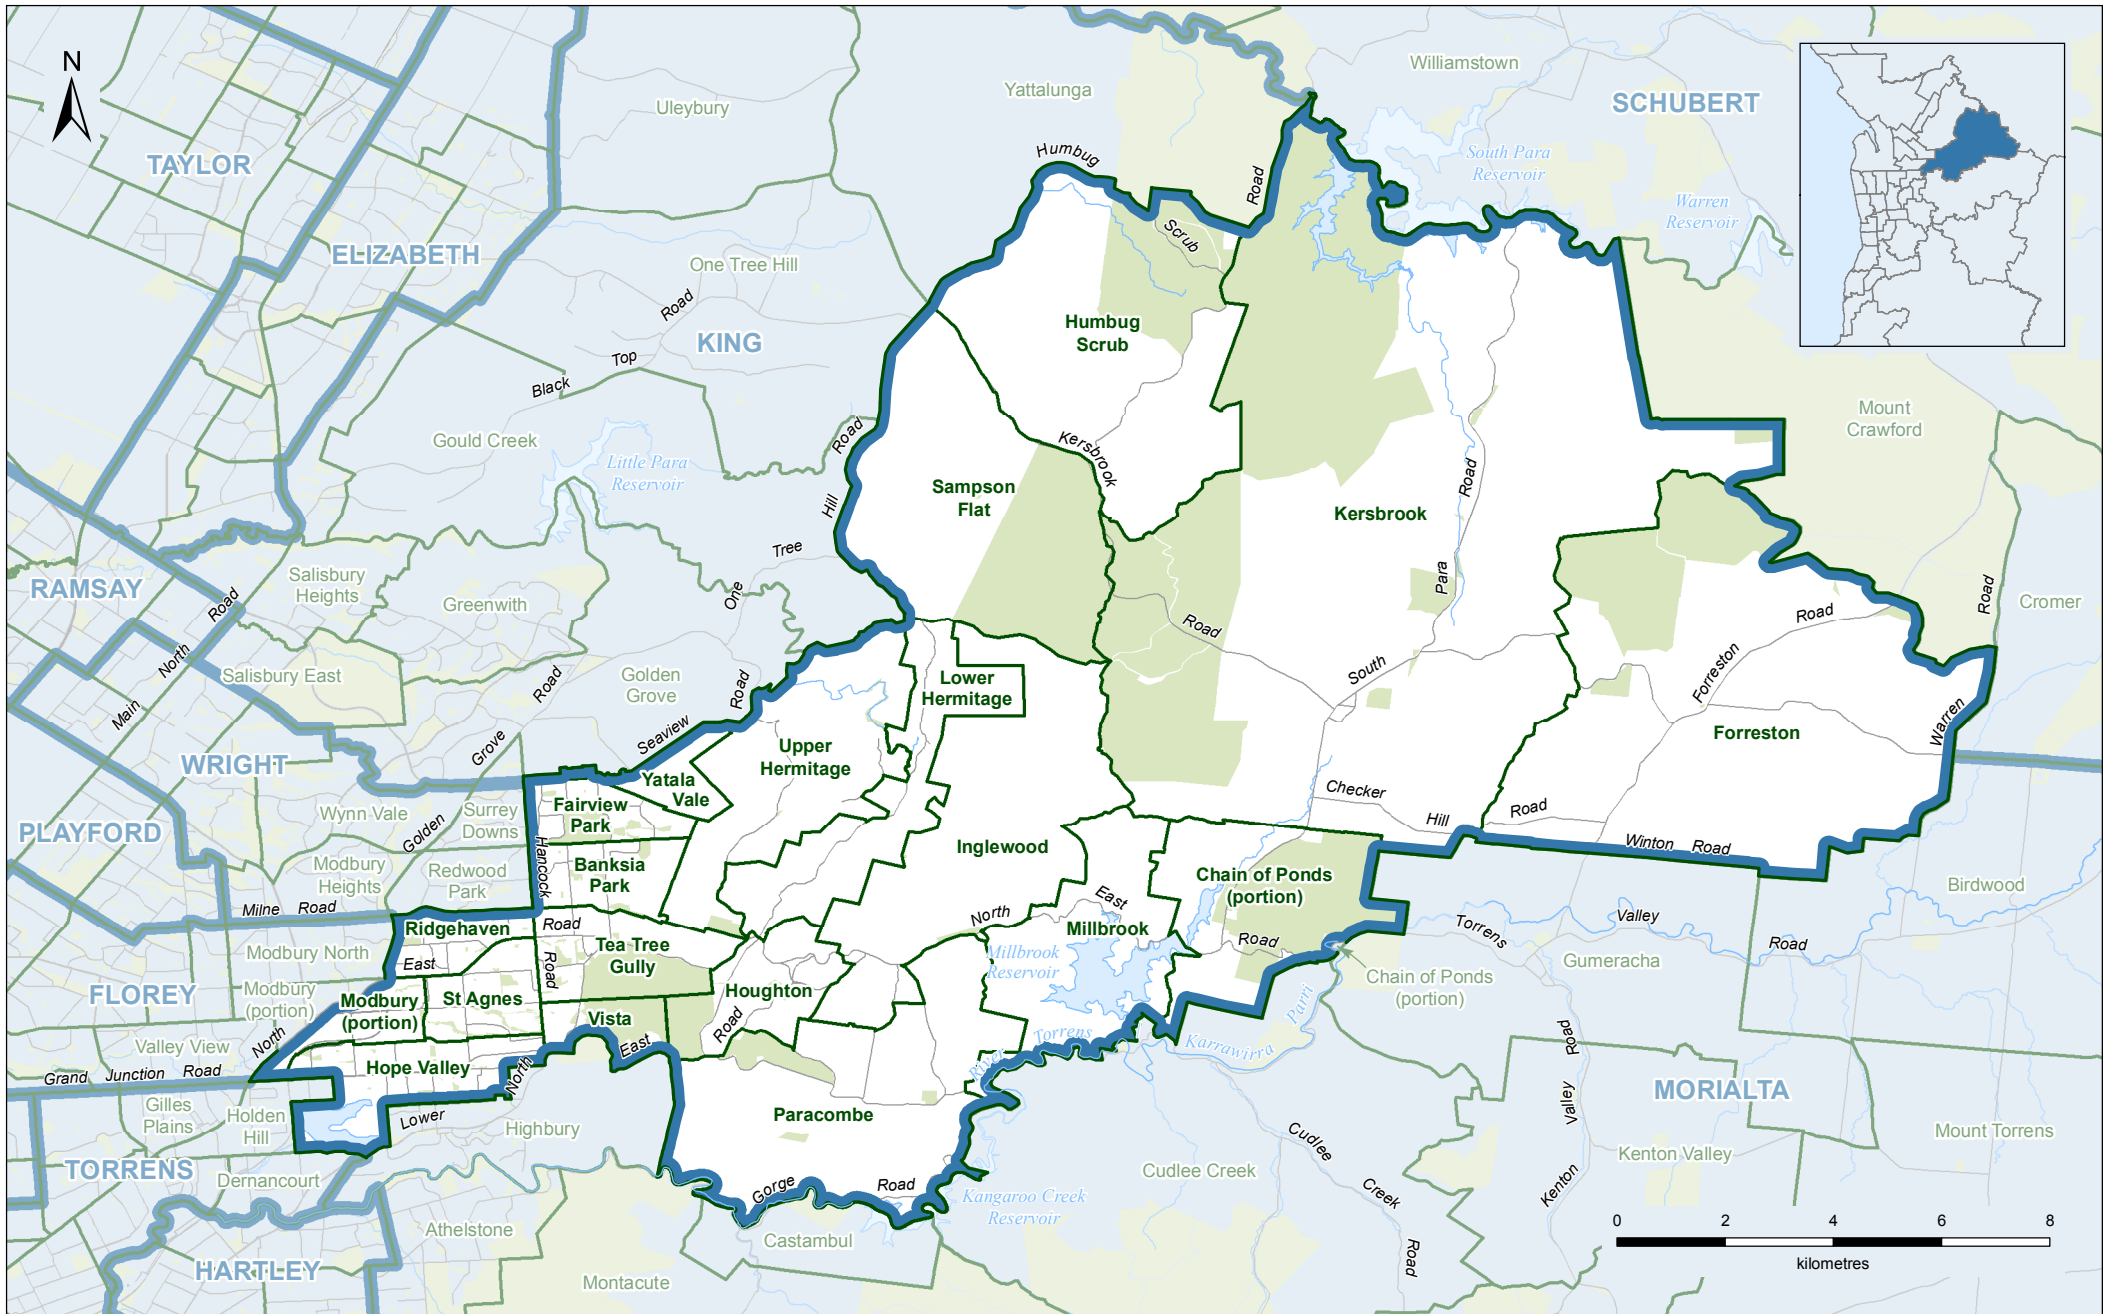 N
Yattalunga
Williamstown
SCHUBERT
Uleybury
TAYLOR
Humbug
Road
South Para
Reservoir
Warren
Reservoir
Scrub
ELIZABETH
One Tree Hill
Road
KING
Humbug
Scrub
Top
Black
Mount
Crawford
Gould Creek
Road
Kersbrook
Little Para
Reservoir
Hill
Sampson
Flat
Road
Kersbrook
Tree
One
RAMSAY
Salisbury
Heights
Greenwith
Road
Para
Road
Cromer
Road
Road
North
Main
Salisbury East
Golden
Grove
Road
Road
Lower
Hermitage
South
Forreston
Forreston
Warren
Seaview
Grove
Upper
Hermitage
WRIGHT
Yatala
Vale
Fairview
Park
Checker
Hill
Road
Winton Road
PLAYFORD
Wynn Vale
Surrey
Downs
Golden
Hancock
Modbury
Heights
Redwood
Park
Banksia
Park
Inglewood
Chain of Ponds
(portion)
Birdwood
Milne Road
Ridgehaven
Road
North
East
Millbrook
Torrens
Valley
Road
Modbury North
East
Road
Tea Tree
Gully
Millbrook
Reservoir
Road
Gumeracha
Chain of Ponds
(portion)
FLOREY
Modbury
(portion)
Modbury
(portion)
St Agnes
Houghton
Vista
Road
Parri
North
Valley View
East
River
Torrens
Karrawirra
Road
Grand Junction Road
Hope Valley
North
Valley
MORIALTA
Gilles
Plains
Holden
Hill
Lower
Highbury
Paracombe
Cudlee
Kenton Valley
Mount Torrens
TORRENS
Dernancourt
Cudlee Creek
Kenton
Gorge
Road
Kangaroo Creek
Reservoir
Creek
Athelstone
Castambul
Road
HARTLEY
Montacute
0 2 4 6 8
kilometres